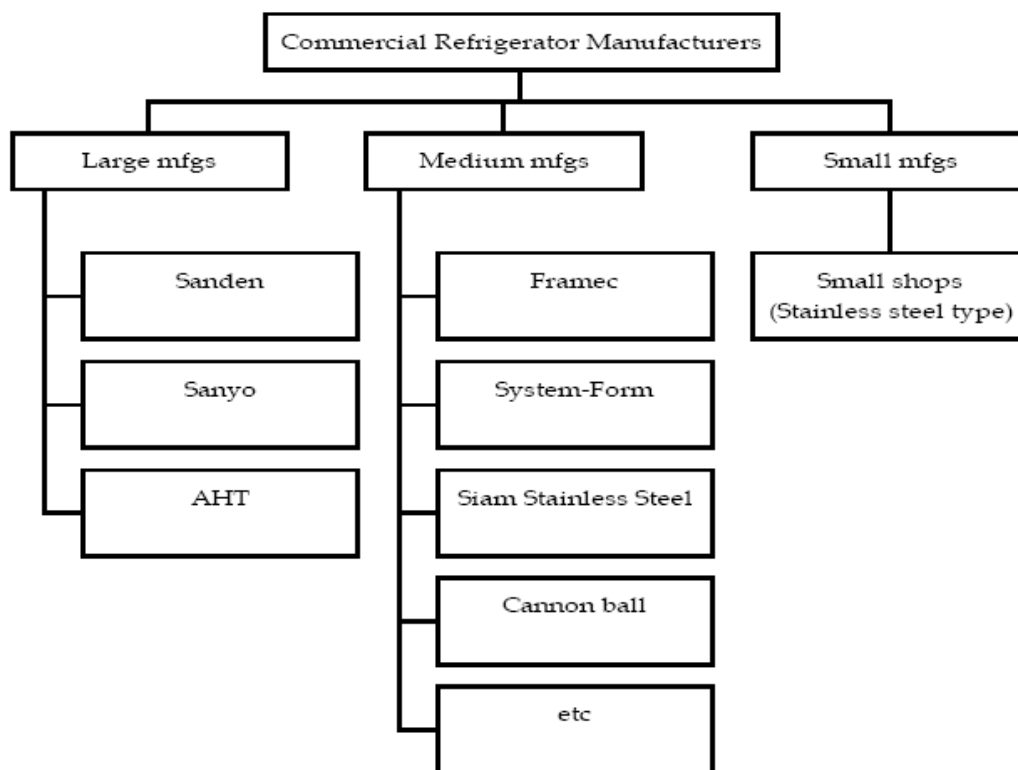 Commercial Refrigerator Manufacturers
Large mfgs
Medium mfgs
Small mfgs
Sanden
Framec
Small shops
(Stainless steel type)
Sanyo
System-Form
AHT
Siam Stainless Steel
Cannon ball
etc